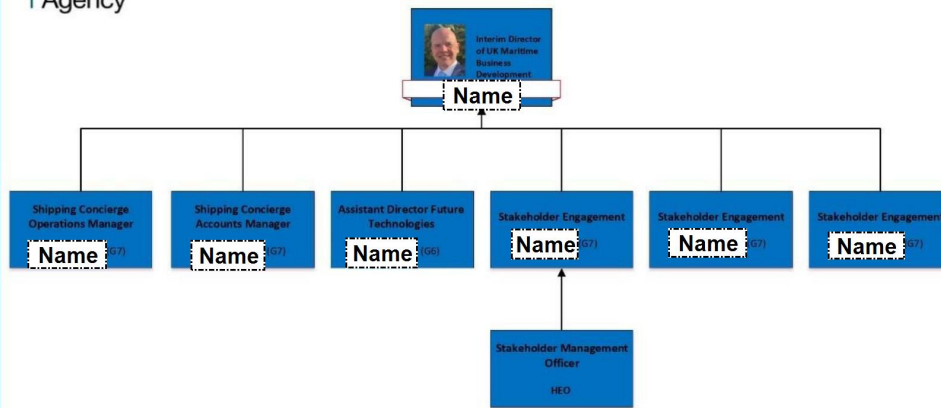 Agency
Interim Director
of UK Maritime
Business
Development
Name
Shipping Concierge
Operations Manager
Name (G7)
Shipping Concierge
Accounts Manager
Name (G7)
Assistant Director Future
Technologies
Name (G6)
Stakeholder Engagement
Name (G7)
Stakeholder Engagement
Name G7)
Stakeholder Engagement
Name G7)
Stakeholder Management
Officer
HEO